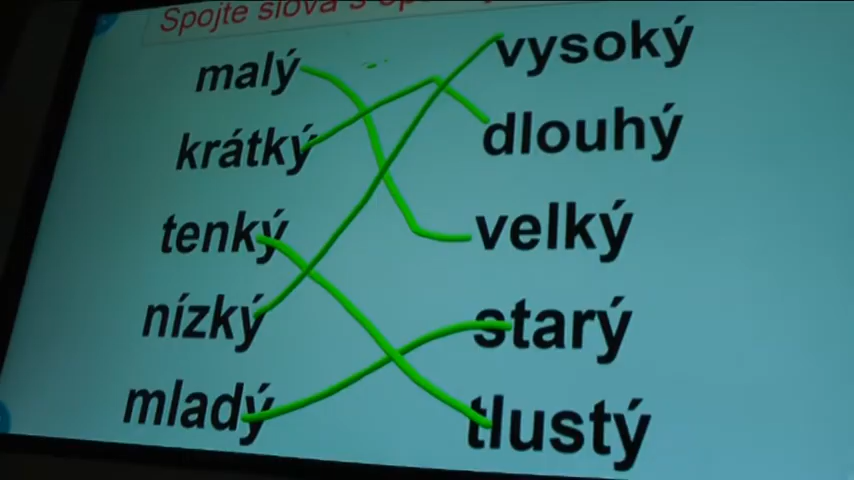 Spojte slova s
malý vysoký
krátký dlouhý
tenký velký
nízký starý
mladý tlustý